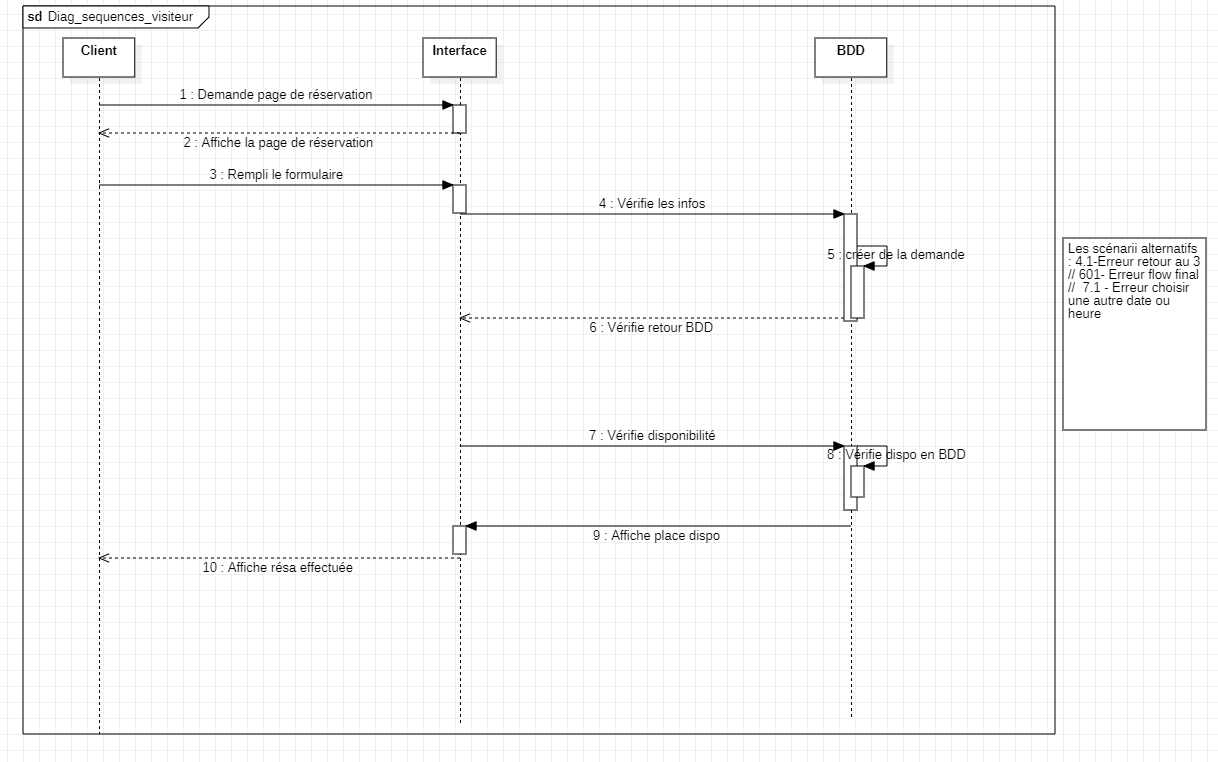 sd Diag_sequences_visiteur
Client
Interface
BDD
1 : Demande page de réservation
2 : Affiche la page de réservation
3 : Rempli le formulaire
4 : Vérifie les infos
5 : créer de la demande
6 : Vérifie retour BDD
7 : Vérifie disponibilité
8 : Vérifie dispo en BDD
9 : Affiche place dispo
10 : Affiche résa effectuée
Les scénarii alternatifs
: 4.1-Erreur retour au 3
// 601- Erreur flow final
// 7.1 - Erreur choisir
une autre date ou
heure